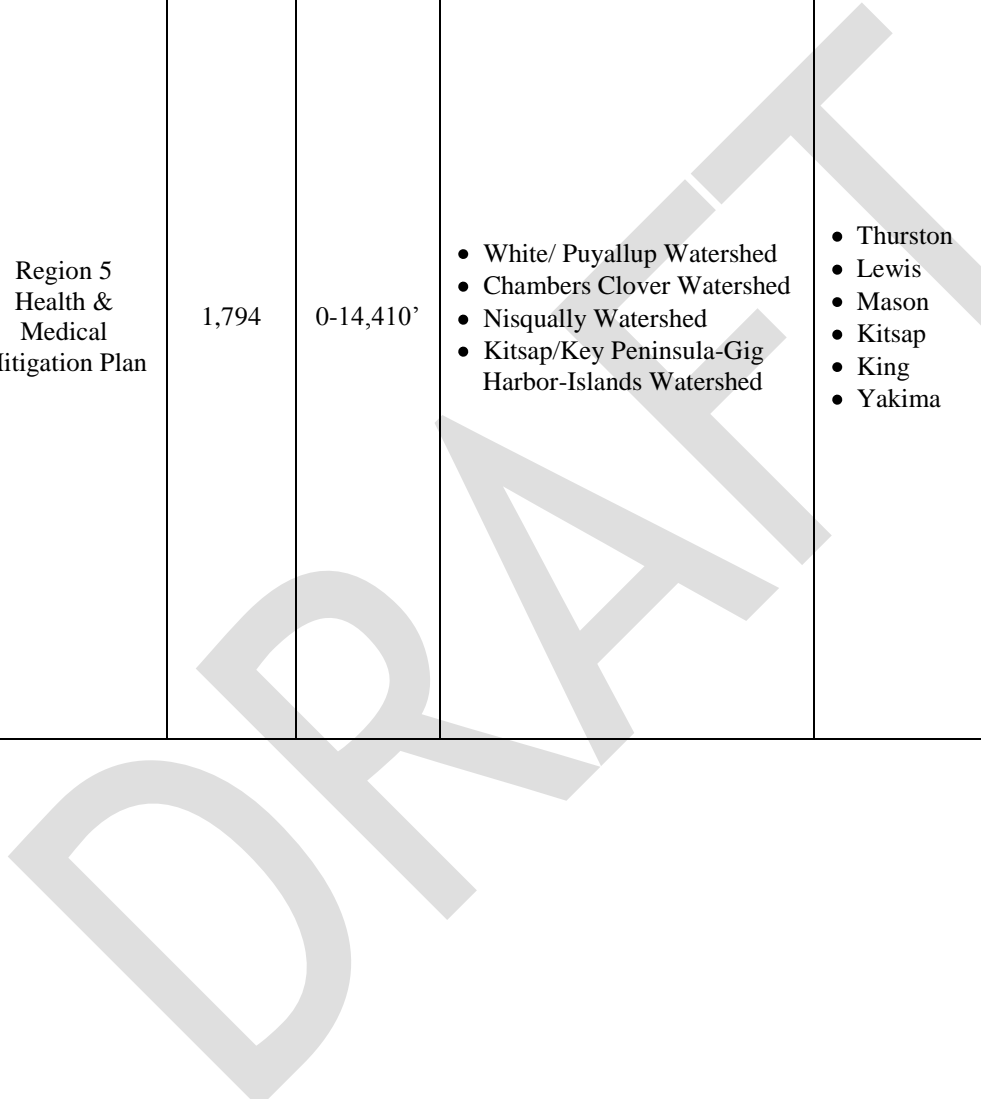 Region 5
Health &
Medical
Mitigation Plan
1,794
0-14,410’
• White/ Puyallup Watershed
• Chambers Clover Watershed
• Nisqually Watershed
• Kitsap/Key Peninsula-Gig
Harbor-Islands Watershed
• Thurston
• Lewis
• Mason
• Kitsap
• King
• Yakima
DRAFT